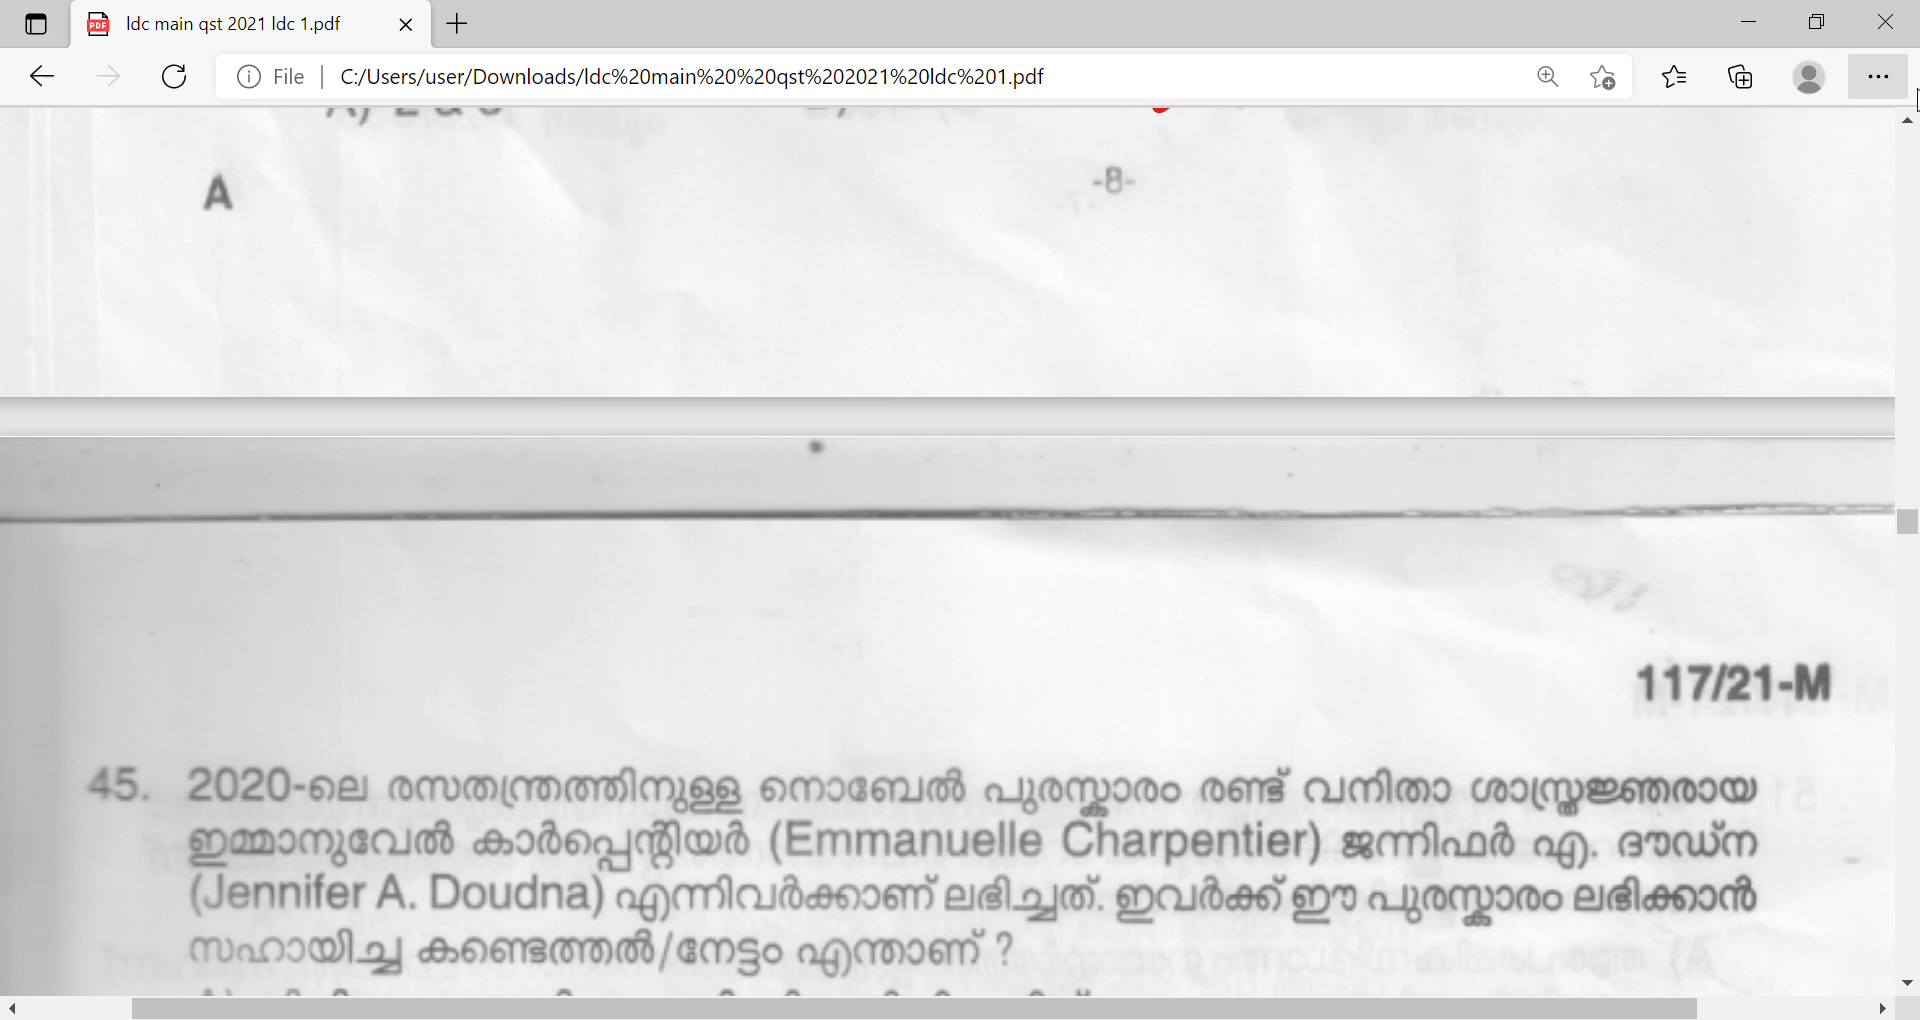 ldc main qst 2021 ldc 1.pdf
File | C:/Users/user/Downloads/ldc%20main%20%20qst%202021%20ldc%201.pdf
A) 2 & 3
A
-8-
117/21-M
45. 2020-ലെ രസതന്ത്രത്തിനുള്ള നൊബേൽ പുരസ്കാരം രണ്ട് വനിതാ ശാസ്ത്രജ്ഞരായ
ഇമ്മാനുവേൽ കാർപ്പെന്റിയർ (Emmanuelle Charpentier) ജന്നിഫർ എ. ദൗഡ്ന
(Jennifer A. Doudna) എന്നിവർക്കാണ് ലഭിച്ചത്. ഇവർക്ക് ഈ പുരസ്കാരം ലഭിക്കാൻ
സഹായിച്ച കണ്ടെത്തൽ/നേട്ടം എന്താണ് ?